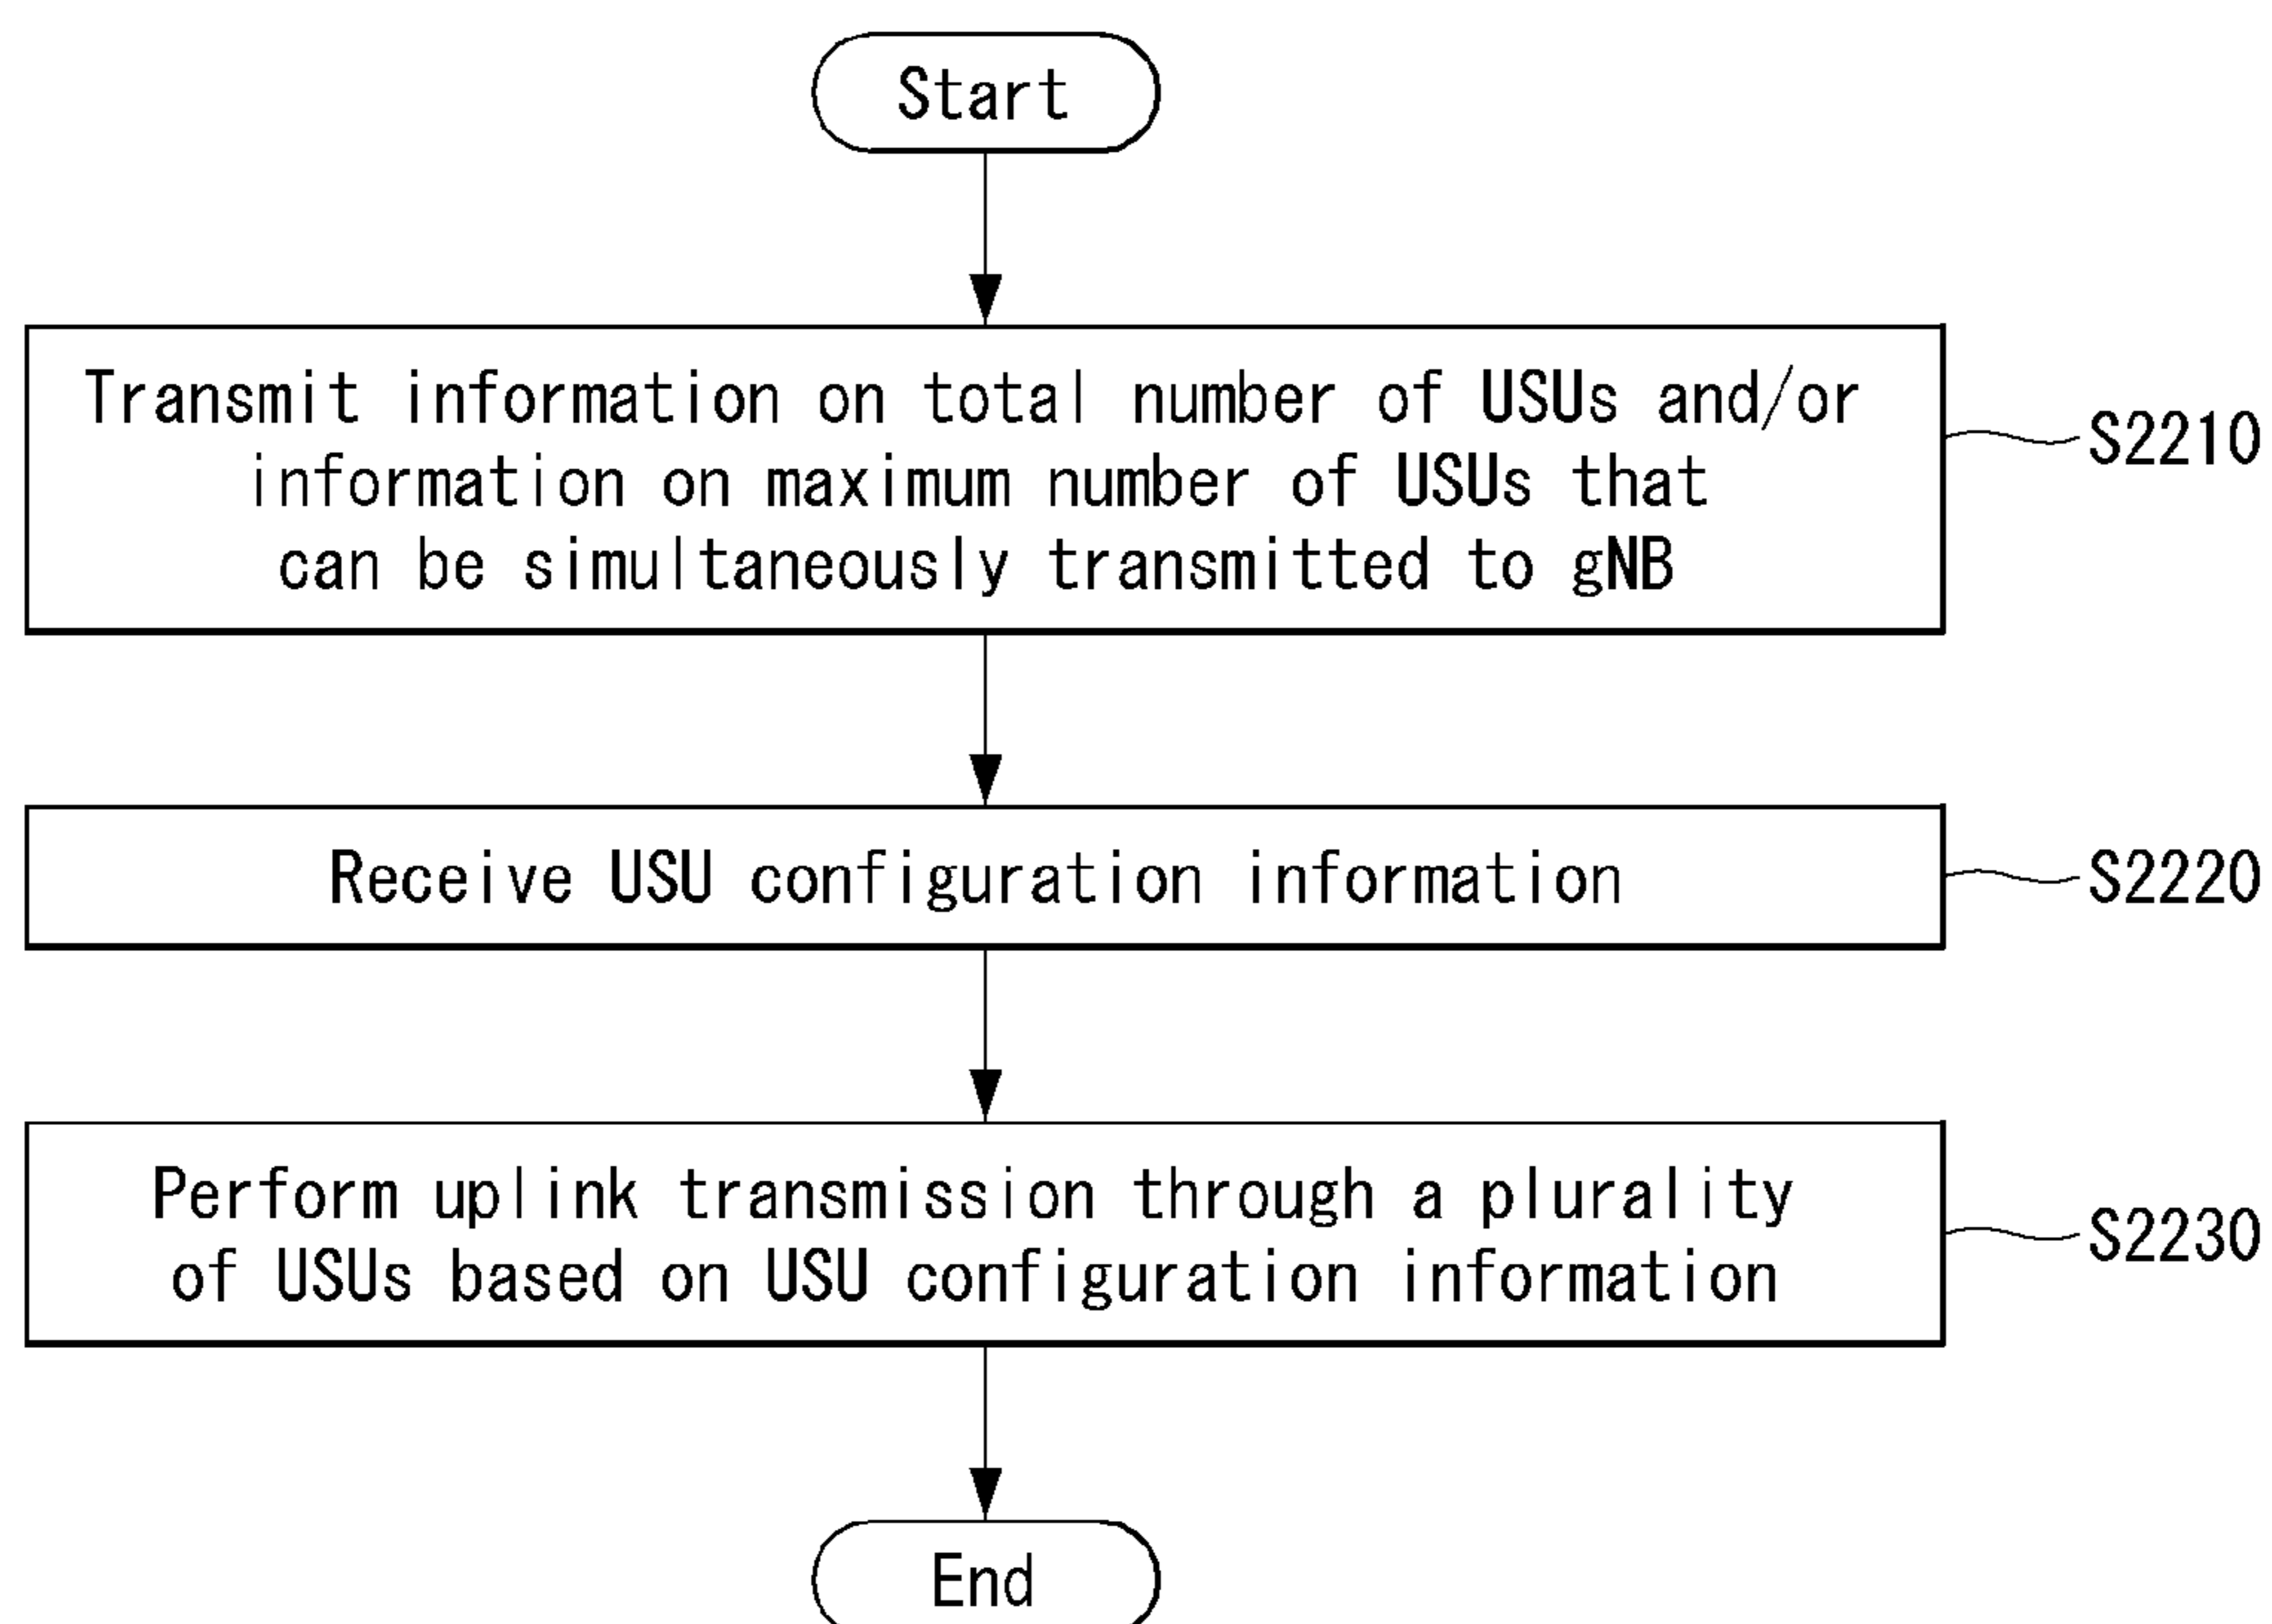 Start
Transmit information on total number of USUs and/or
information on maximum number of USUs that
can be simultaneously transmitted to gNB
S2210
Receive USU configuration information
S2220
Perform uplink transmission through a plurality
of USUs based on USU configuration information
S2230
End